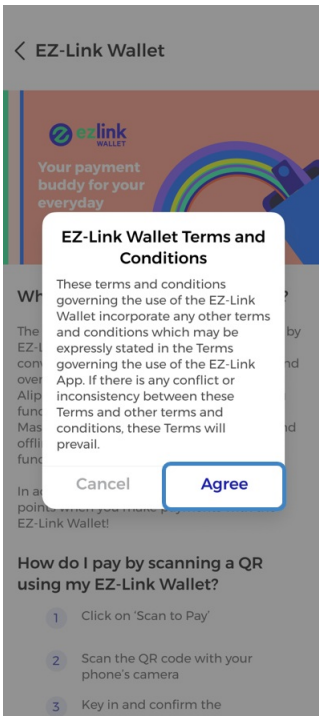 EZ-Link Wallet
ezlink
WALLET
Your payment
buddy for your
everyday
EZ-Link Wallet Terms and
Conditions
These terms and conditions
governing the use of the EZ-Link
Wallet incorporate any other terms
and conditions which may be
expressly stated in the Terms
governing the use of the EZ-Link
App. If there is any conflict or
inconsistency between these
Terms and other terms and
conditions, these Terms will
prevail.
Cancel
Agree
The
by
over
In
EZ-Link Wallet!
How do I pay by scanning a QR
using my EZ-Link Wallet?
1 Click on 'Scan to Pay'
2 Scan the QR code with your
phone's camera
3 Key in and confirm the